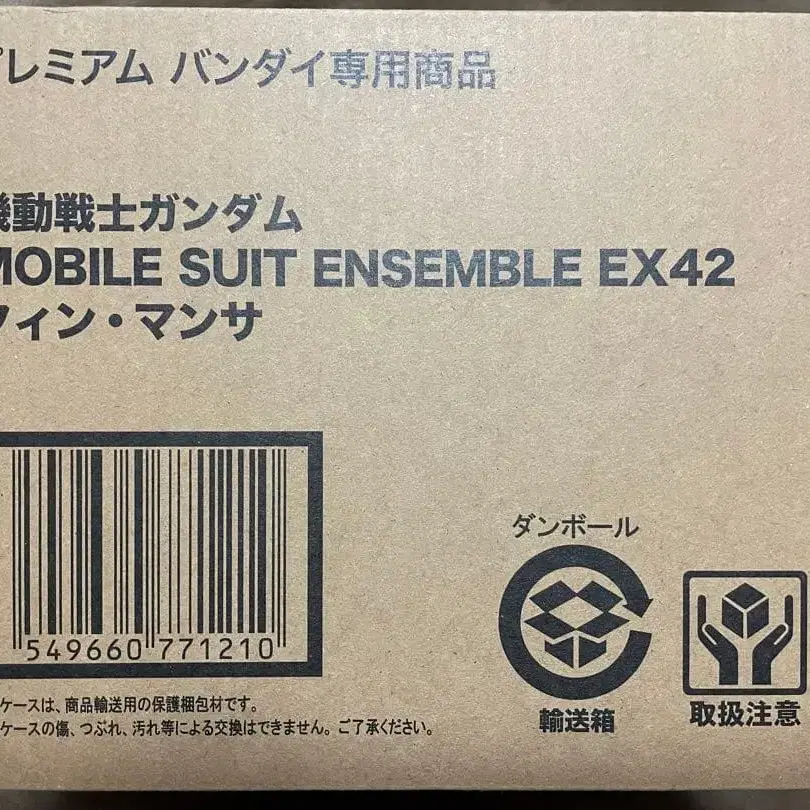 プレミアム バンダイ専用商品
機動戦士ガンダム
MOBILE SUIT ENSEMBLE EX42
クィン・マンサ
549660 771210
ダンボール
輸送箱
取扱注意
ケースは、商品輸送用の保護梱包材です。
ケースの傷、つぶれ、汚れ等による交換はできません。ご了承ください。